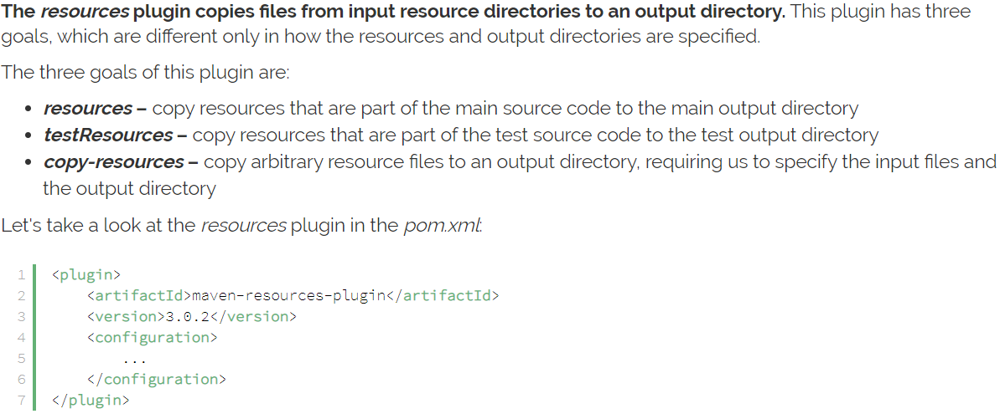 The resources plugin copies files from input resource directories to an output directory. This plugin has three
goals, which are different only in how the resources and output directories are specified.
The three goals of this plugin are:
• resources – copy resources that are part of the main source code to the main output directory
• testResources – copy resources that are part of the test source code to the test output directory
• copy-resources – copy arbitrary resource files to an output directory, requiring us to specify the input files and
the output directory
Let's take a look at the resources plugin in the pom.xml:
1 <plugin>
2     <artifactId>maven-resources-plugin</artifactId>
3     <version>3.0.2</version>
4     <configuration>
5         ...
6     </configuration>
7 </plugin>